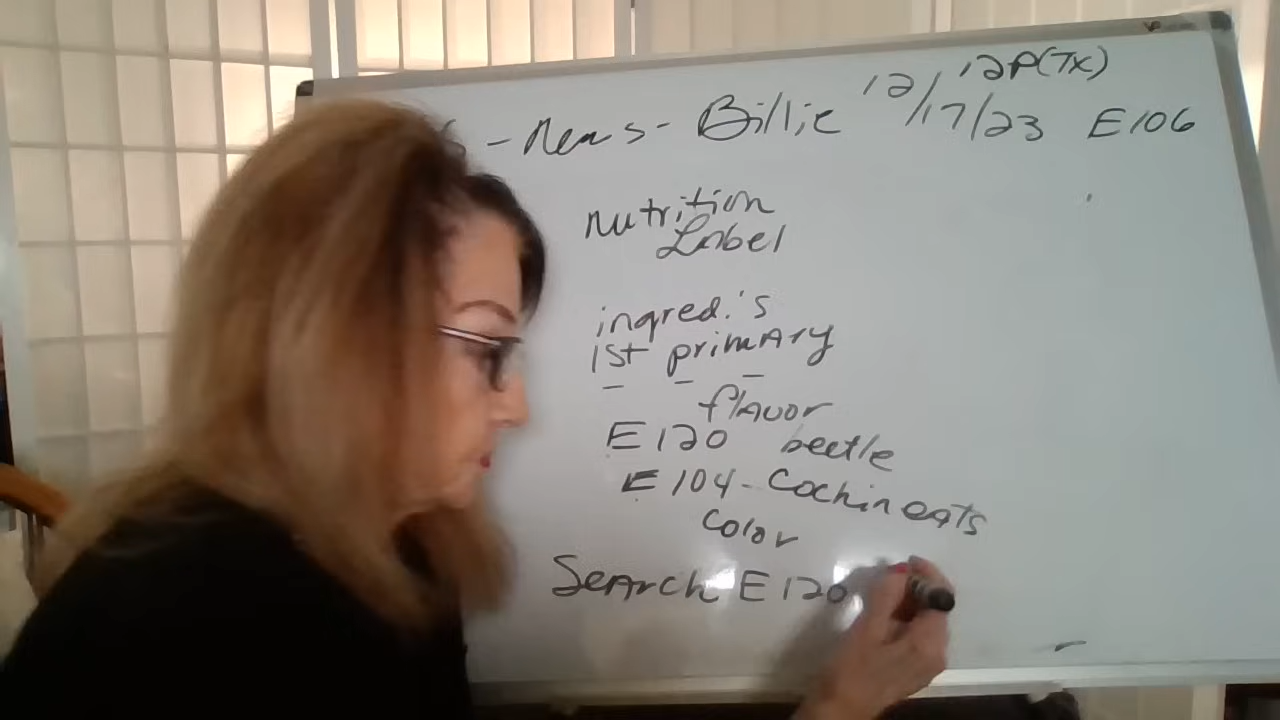 12P(Tx)
- News - Billie 12/17/23 E106
nutrition
Label
ingred.'s
1st primary
flavor
E120 beetle
E104 - Cochineats
Color
Search E120